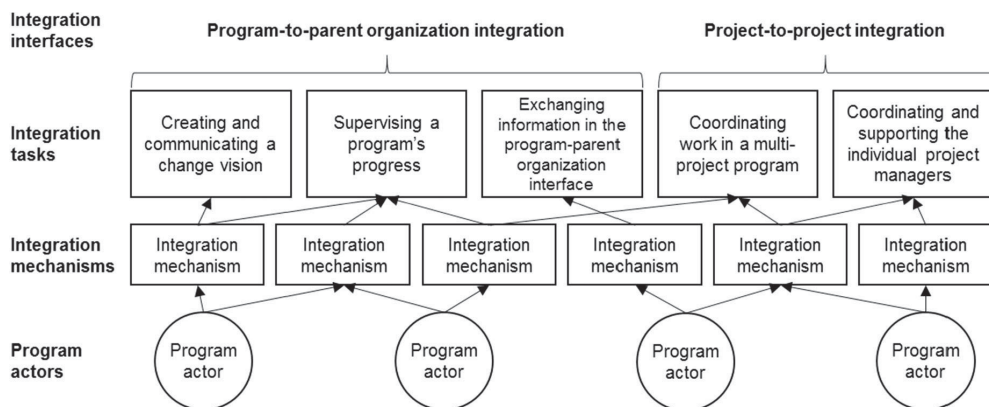 Integration
interfaces
Program-to-parent organization integration
Project-to-project integration
Integration
tasks
Creating and
communicating a
change vision
Supervising a
program's
progress
Exchanging
information in the
program-parent
organization
interface
Coordinating
work in a multi-
project program
Coordinating and
supporting the
individual project
managers
Integration
mechanisms
Integration
mechanism
Integration
mechanism
Integration
mechanism
Integration
mechanism
Integration
mechanism
Integration
mechanism
Program
actors
Program
actor
Program
actor
Program
actor
Program
actor